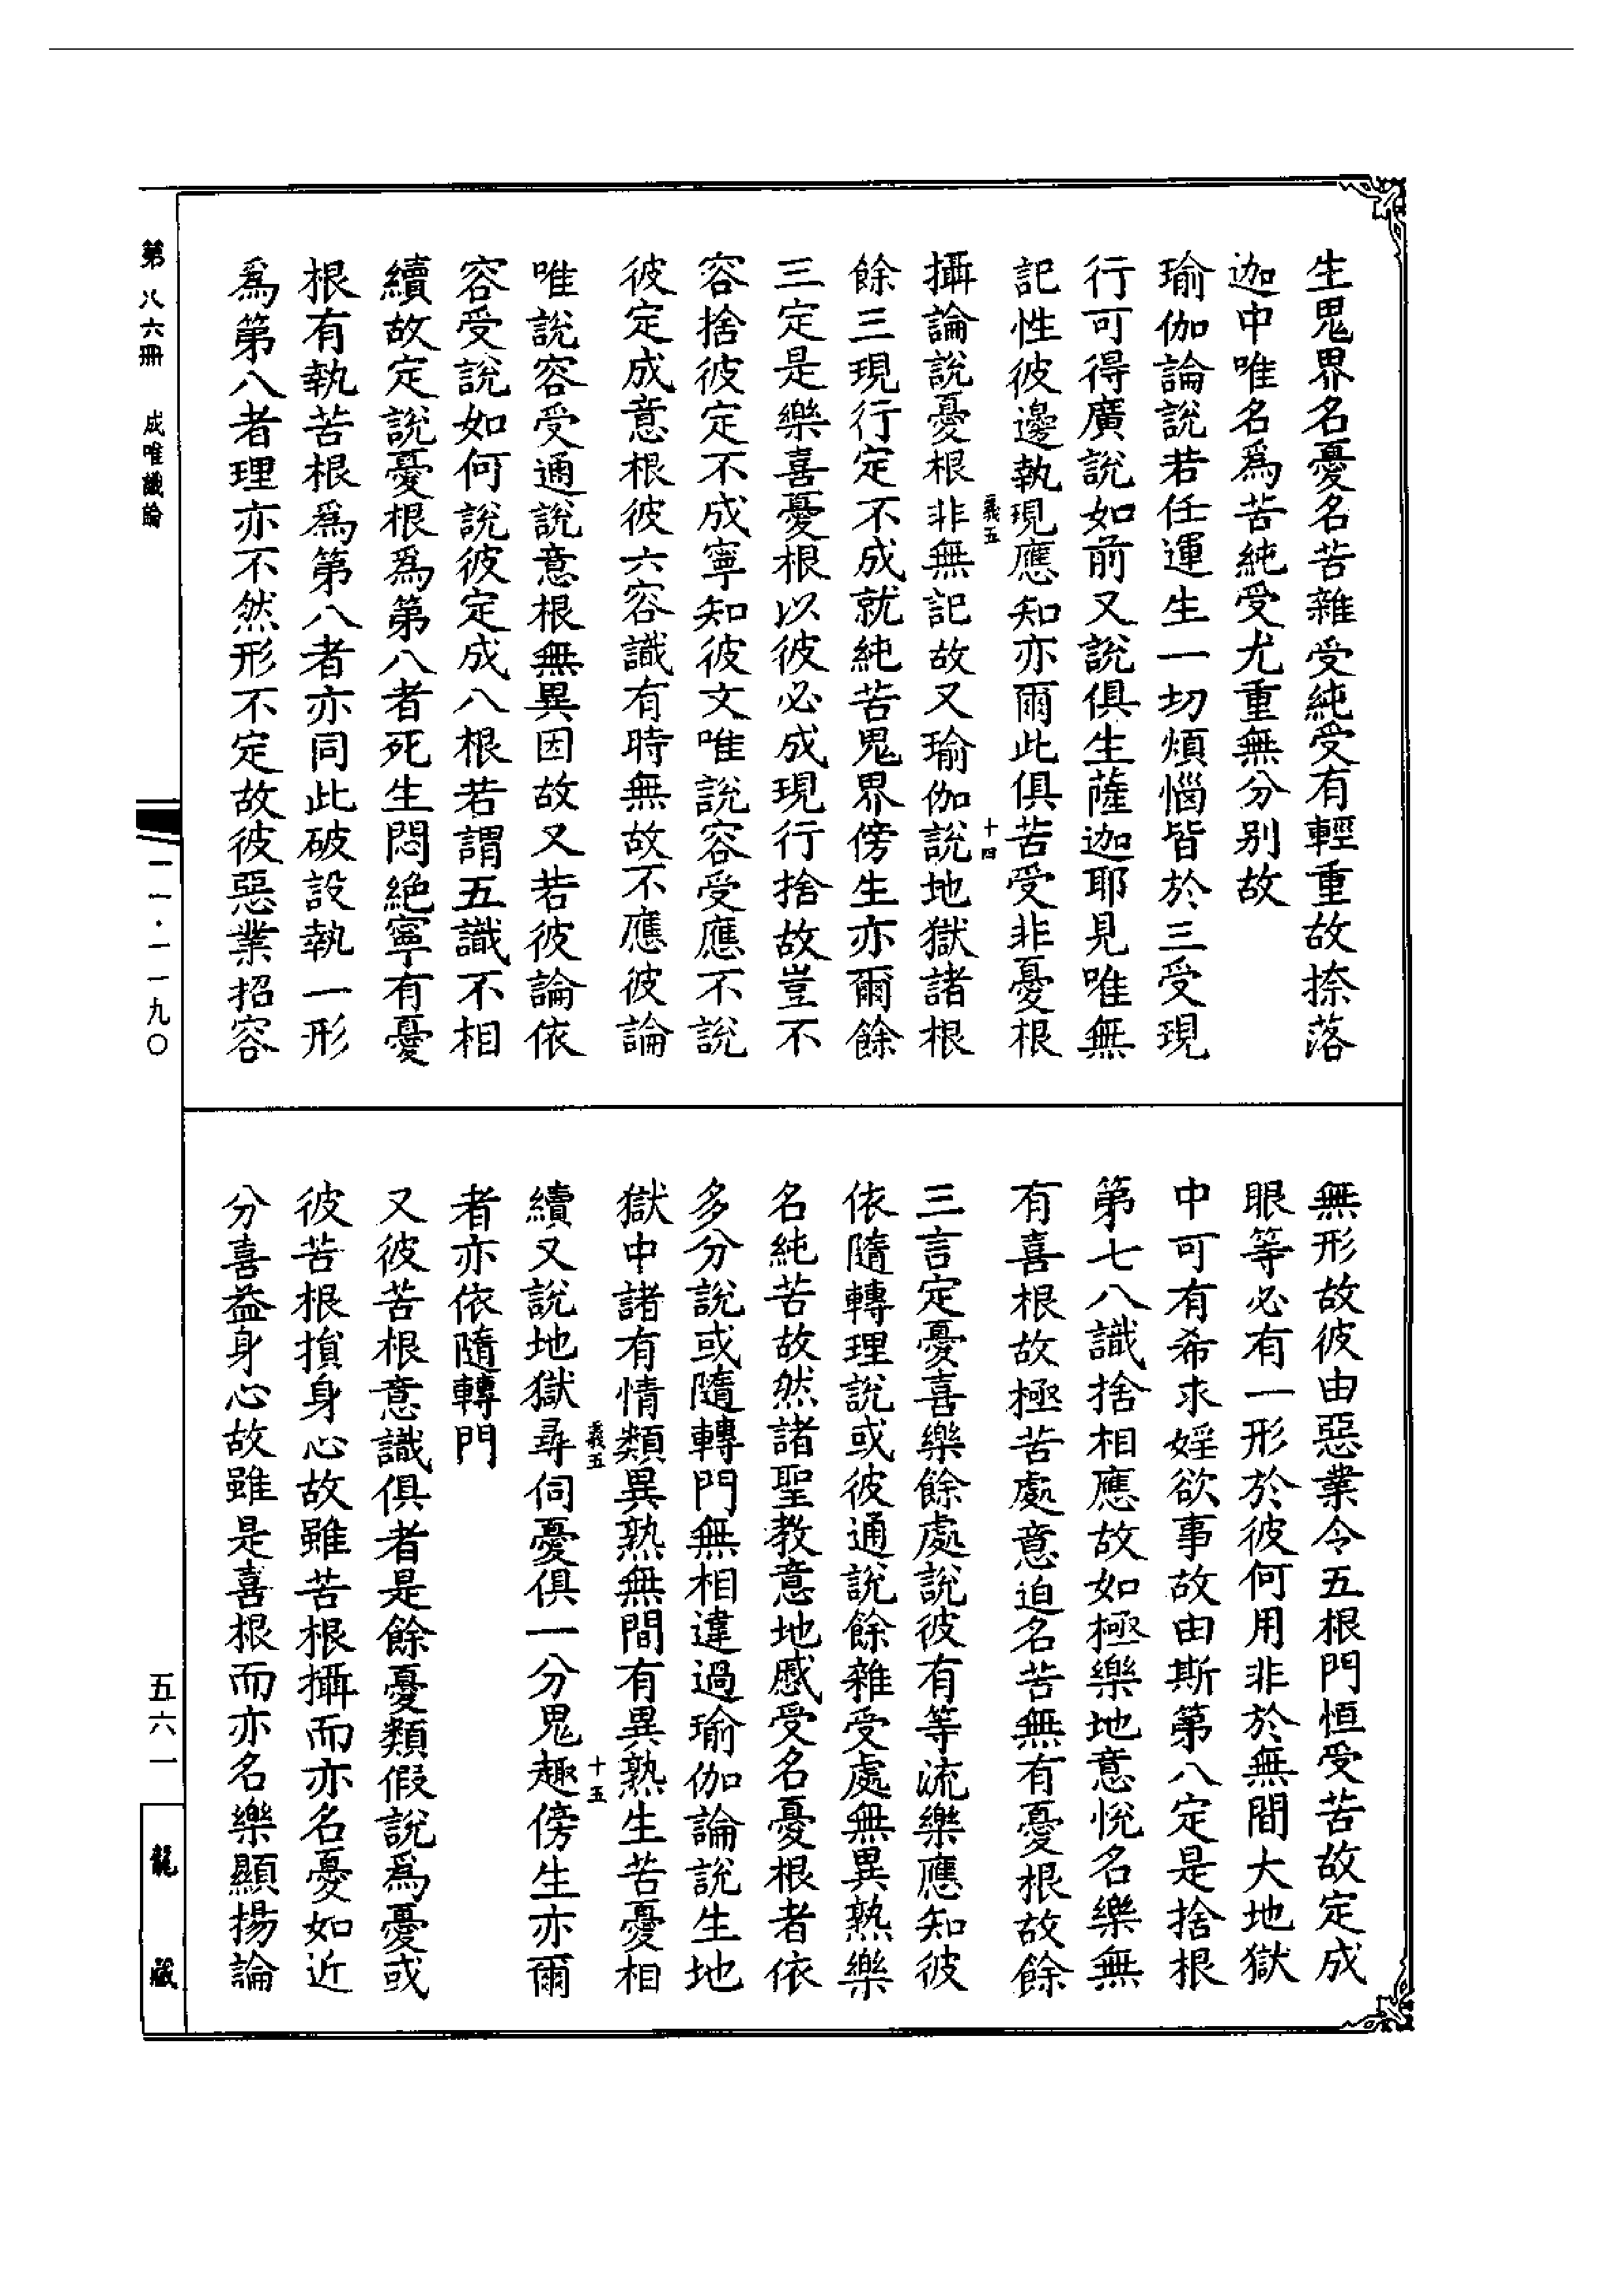 生鬼界名憂名苦雜受純受有輕重故捺落
迦中唯名爲苦純受尤重無分别故
瑜伽論說若任運生一切煩惱皆於三受現
行可得廣說如前又說俱生薩迦耶見唯無
記性彼邊執現應知亦爾此俱苦受非憂根
義五
十四
攝論說憂根非無記故又瑜伽說地獄諸根
餘三現行定不成就純苦鬼界傍生亦爾餘
三定是樂喜憂根以彼必成現行捨故豈不
容捨彼定不成寧知彼文唯說容受應不說
彼定成意根彼六容識有時無故不應彼論
唯說容受通說意根無異因故又若彼論依
容受說如何說彼定成八根若謂五識不相
續故定說憂根爲第八者死生悶絕寧有憂
根有執苦根爲第八者亦同此破設執一形
爲第八者理亦不然形不定故彼惡業招容
無形故彼由惡業令五根門恒受苦故定成
眼等必有一形於彼何用非於無間大地獄
中可有希求婬欲事故由斯第八定是捨根
第七八識捨相應故如極樂地意悅名樂無
有喜根故極苦處意迫名苦無有憂根故餘
三言定憂喜樂餘處說彼有等流樂應知彼
依隨轉理說或彼通說餘雜受處無異熟樂
名純苦故然諸聖教意地慼受名憂根者依
多分說或隨轉門無相違過瑜伽論說生地
獄中諸有情類異熟無間有異熟生苦憂相
義五
十五
續又說地獄尋伺憂俱一分鬼趣傍生亦爾
者亦依隨轉門
又彼苦根意識俱者是餘憂類假說爲憂或
彼苦根損身心故雖苦根攝而亦名憂如近
分喜益身心故雖是喜根而亦名樂顯揚論
第八六冊 成唯識論
一一·一一九〇
五六一
龍藏